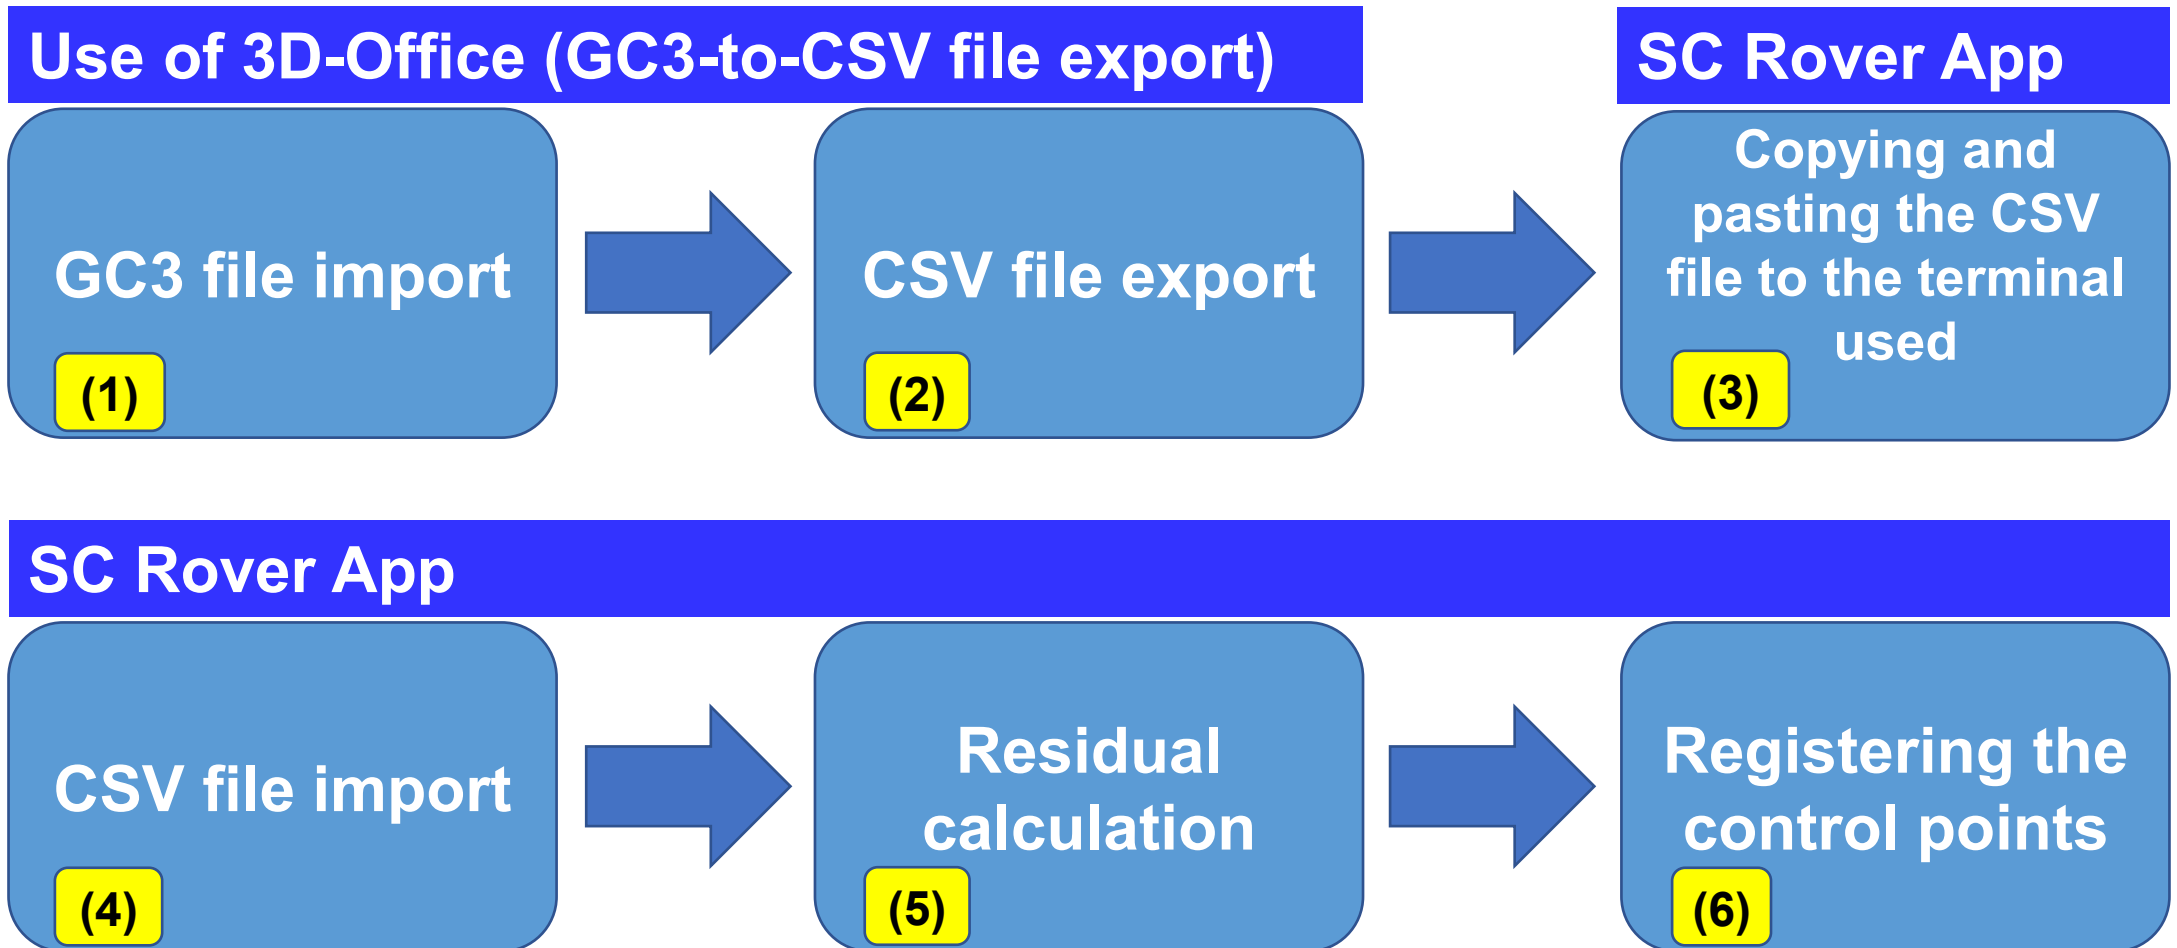 Use of 3D-Office (GC3-to-CSV file export)
SC Rover App
GC3 file import
(1)
CSV file export
(2)
Copying and
pasting the CSV
file to the terminal
used
(3)
SC Rover App
CSV file import
(4)
Residual
calculation
(5)
Registering the
control points
(6)